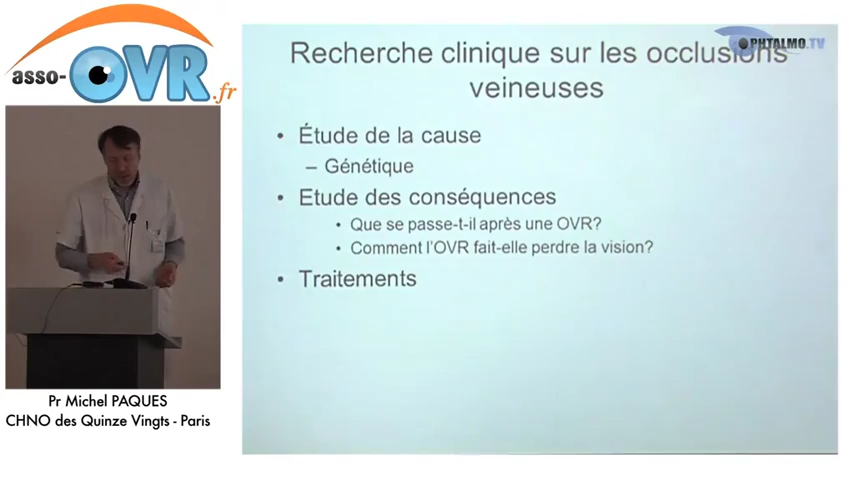 asso-OVR.fr
OPHTALMO.TV
Recherche clinique sur les occlusions
veineuses
• Étude de la cause
– Génétique
• Etude des conséquences
• Que se passe-t-il après une OVR?
• Comment l'OVR fait-elle perdre la vision?
• Traitements
Pr Michel PAQUES
CHNO des Quinze Vingts - Paris